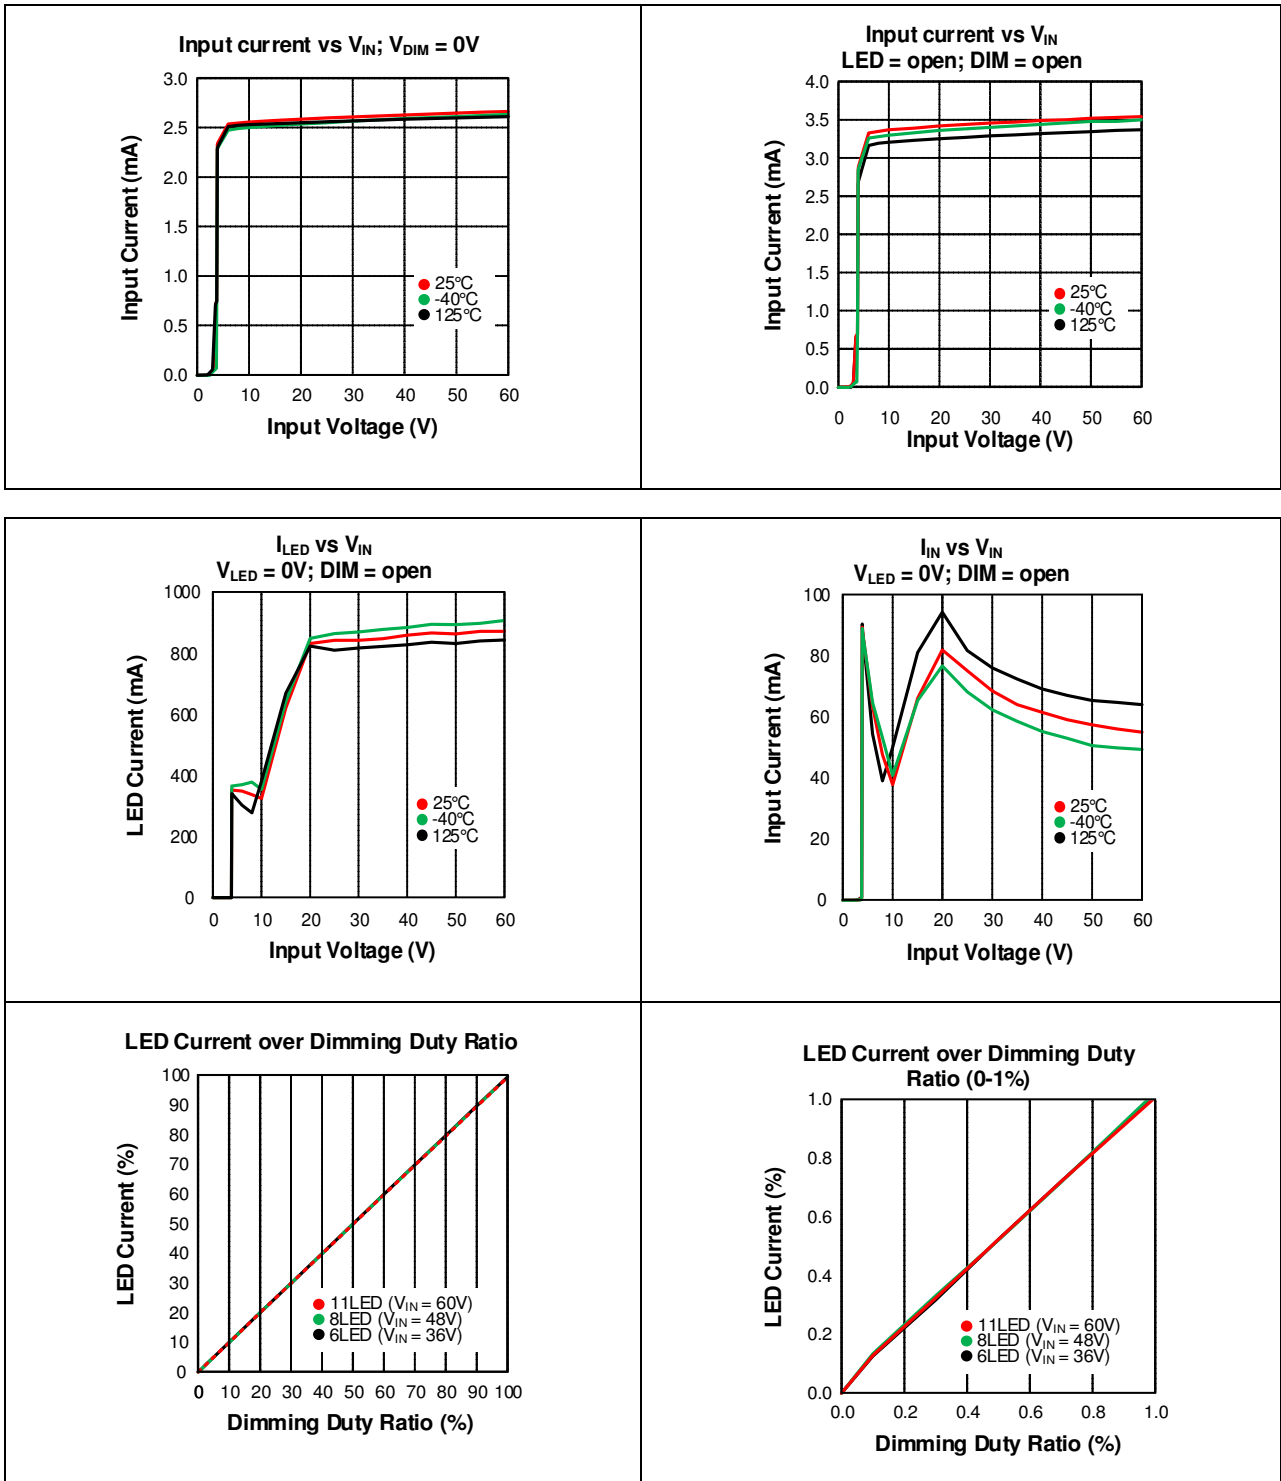 Input current vs VIN; VDIM = 0V
3.0
2.5
2.0
1.5
1.0
0.5
0.0
Input Current (mA)
25°C
-40°C
125°C
0 10 20 30 40 50 60
Input Voltage (V)
Input current vs VIN
LED = open; DIM = open
4.0
3.5
3.0
2.5
2.0
1.5
1.0
0.5
0.0
Input Current (mA)
25°C
-40°C
125°C
0 10 20 30 40 50 60
Input Voltage (V)
ILED vs VIN
VLED = 0V; DIM = open
1000
800
600
400
200
0
LED Current (mA)
25°C
-40°C
125°C
0 10 20 30 40 50 60
Input Voltage (V)
IIN vs VIN
VLED = 0V; DIM = open
100
80
60
40
20
0
Input Current (mA)
25°C
-40°C
125°C
0 10 20 30 40 50 60
Input Voltage (V)
LED Current over Dimming Duty Ratio
100
90
80
70
60
50
40
30
20
10
0
LED Current (%)
11LED (VIN = 60V)
8LED (VIN = 48V)
6LED (VIN = 36V)
0 10 20 30 40 50 60 70 80 90 100
Dimming Duty Ratio (%)
LED Current over Dimming Duty
Ratio (0-1%)
1.0
0.8
0.6
0.4
0.2
0.0
LED Current (%)
11LED (VIN = 60V)
8LED (VIN = 48V)
6LED (VIN = 36V)
0.0 0.2 0.4 0.6 0.8 1.0
Dimming Duty Ratio (%)